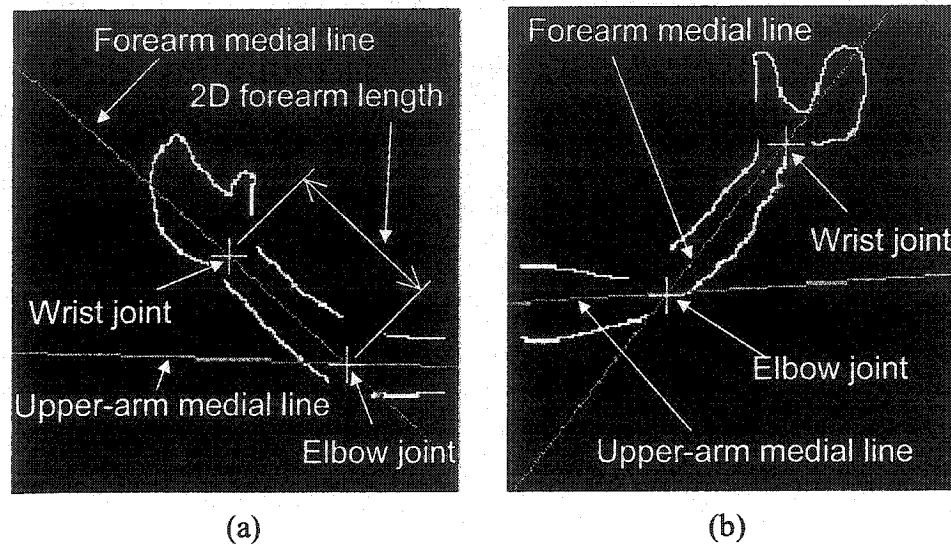 Forearm medial line
2D forearm length
Wrist joint
Upper-arm medial line
Elbow joint
(a)
Forearm medial line
Wrist joint
Elbow joint
Upper-arm medial line
(b)